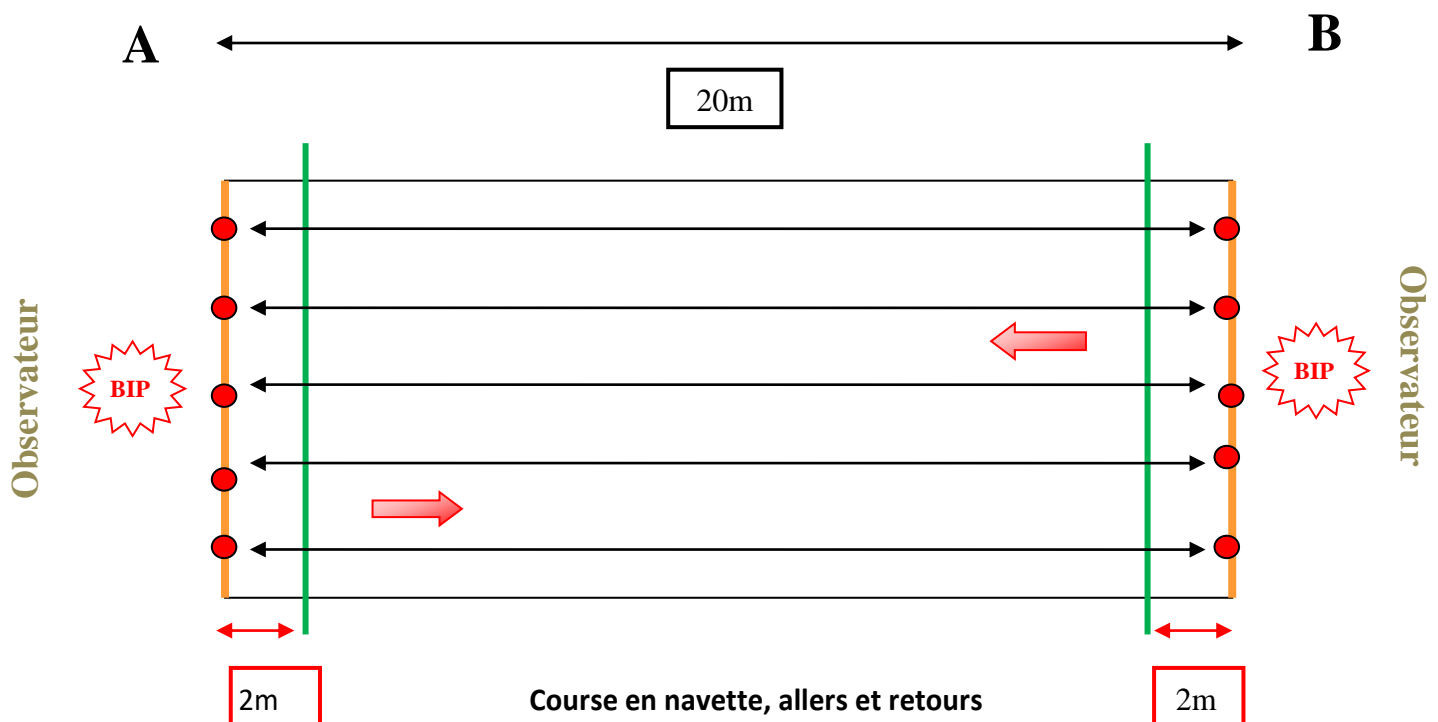 A
B
20m
Observateur
BIP
BIP
Observateur
2m
Course en navette, allers et retours
2m